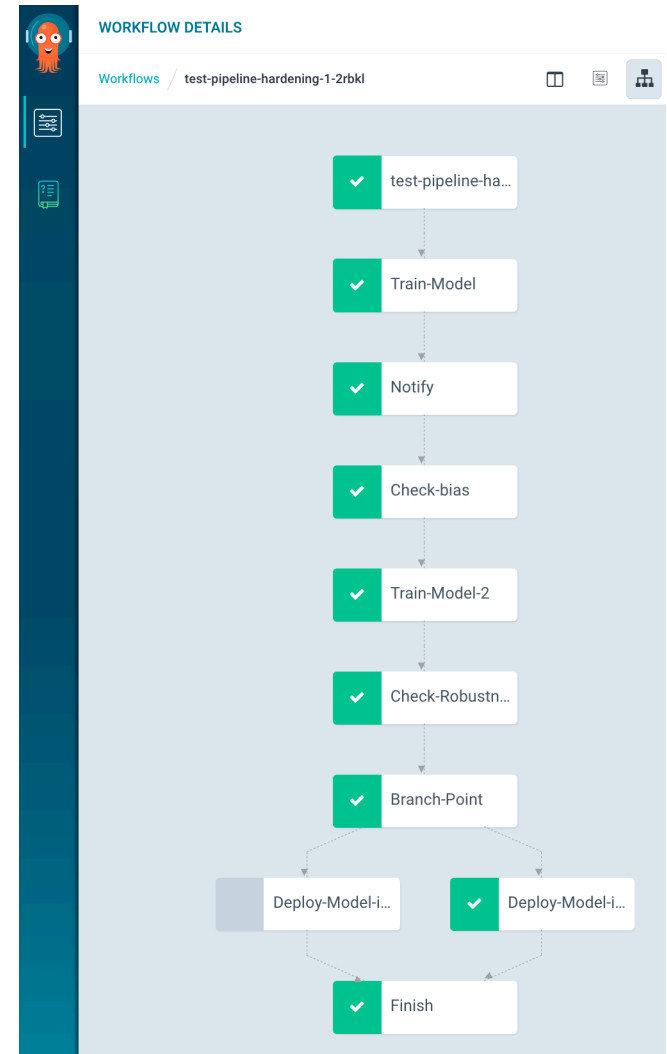 WORKFLOW DETAILS
Workflows / test-pipeline-hardening-1-2rbkl
test-pipeline-ha...
Train-Model
Notify
Check-bias
Train-Model-2
Check-Robustn...
Branch-Point
Deploy-Model-i...
Deploy-Model-i...
Finish